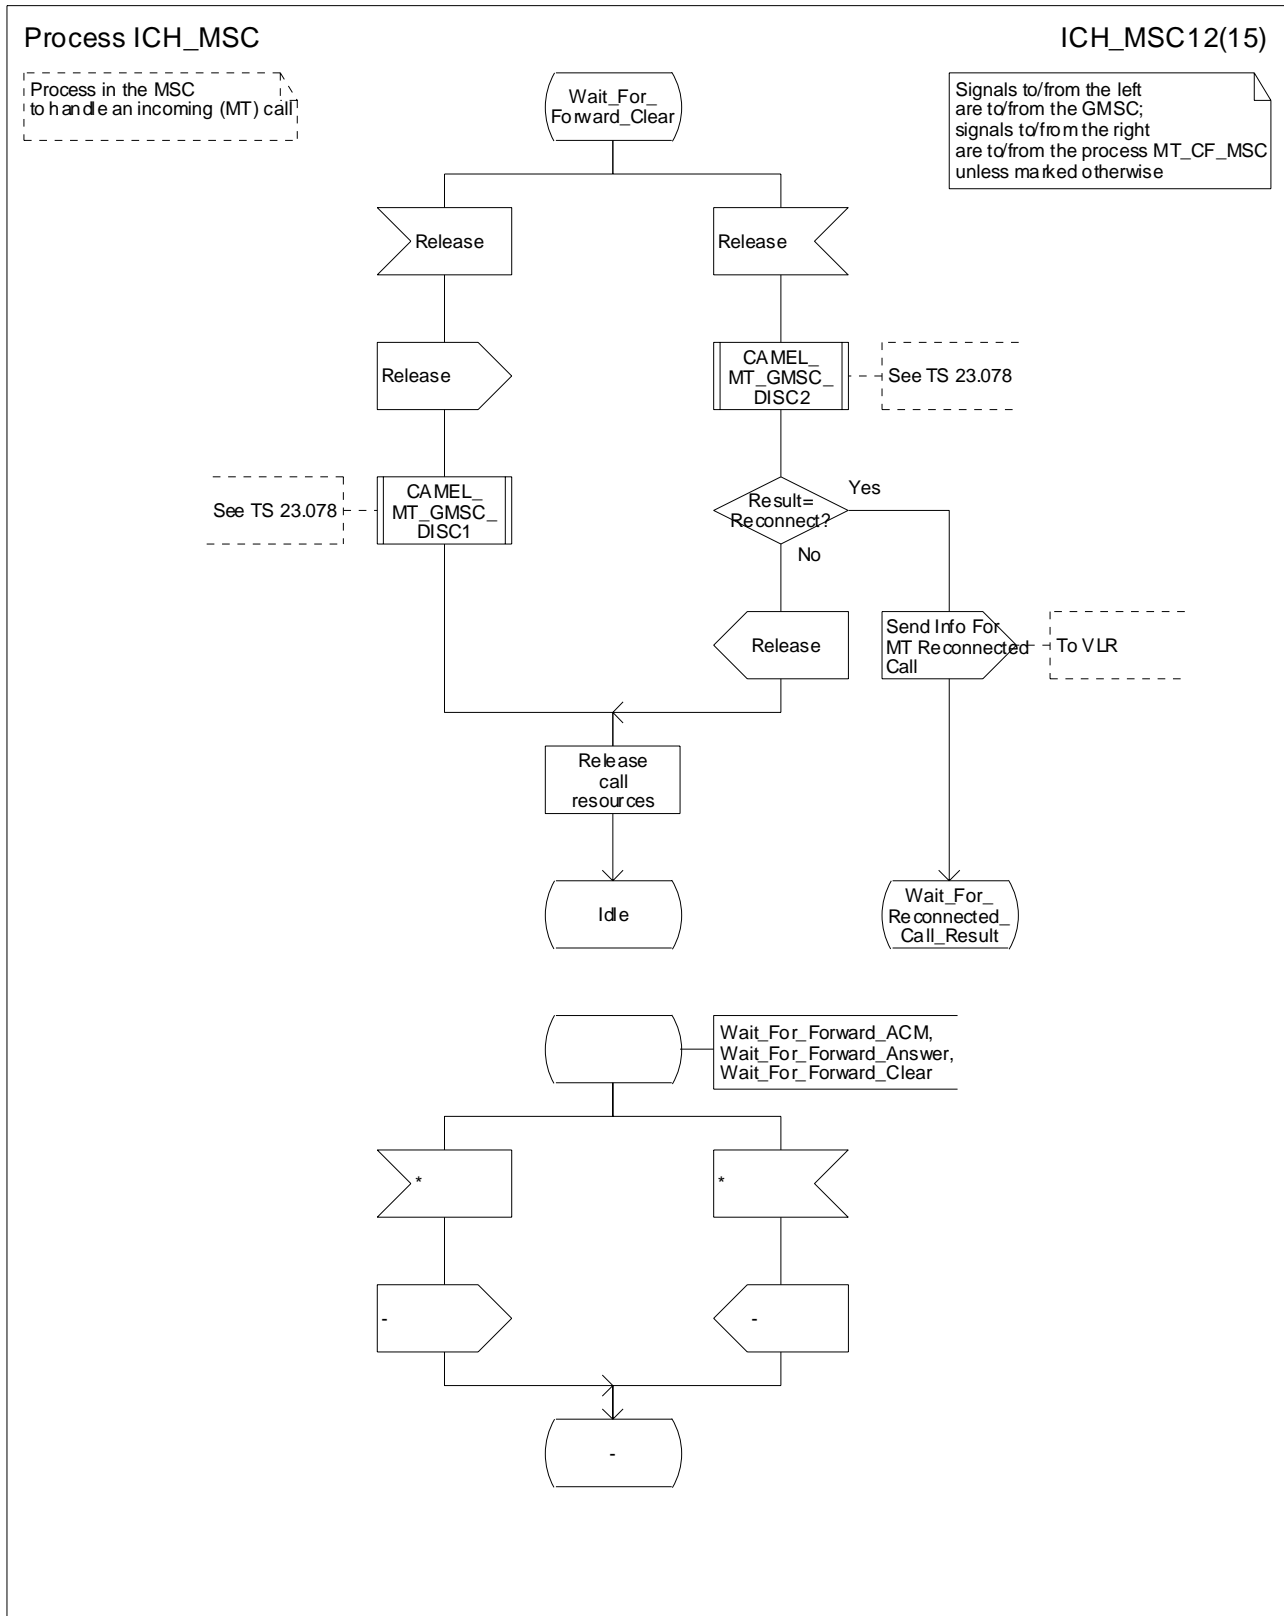 Process ICH_MSC
ICH_MSC12(15)
Process in the MSC
to handle an incoming (MT) call
Signals to/from the left
are to/from the GMSC;
signals to/from the right
are to/from the process MT_CF_MSC
unless marked otherwise
Wait_For_
Forward_Clear
Release
Release
Release
CAMEL_
MT_GMSC_
DISC2
See TS 23.078
See TS 23.078
CAMEL_
MT_GMSC_
DISC1
Result=
Reconnect?
Yes
No
Release
Send Info For
MT Reconnected
Call
To VLR
Release
call
resources
Idle
Wait_For_
Reconnected_
Call_Result
Wait_For_Forward_ACM,
Wait_For_Forward_Answer,
Wait_For_Forward_Clear
*
*
-
-
-